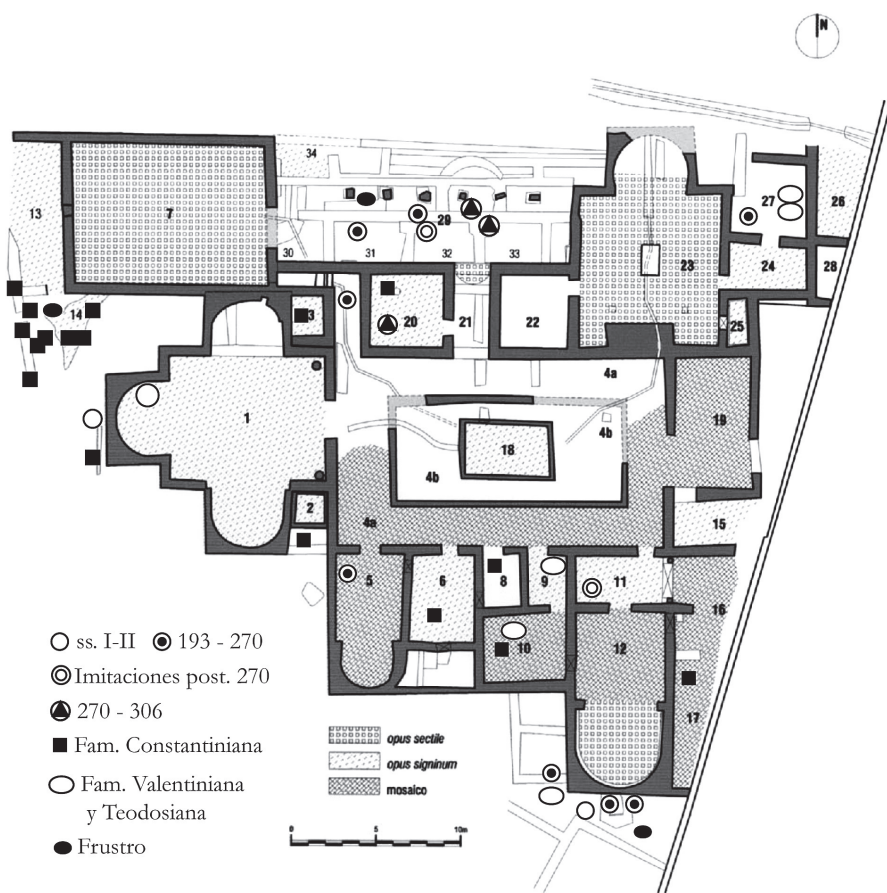 N
34
13
7
29
27
26
30
31
32
33
23
24
28
14
3
20
21
22
25
4a
1
18
4b
4b
19
2
4a
15
5
6
8
9
11
16
10
12
17
ss. I-II
193 - 270
Imitaciones post. 270
270 - 306
Fam. Constantiniana
Fam. Valentiniana
y Teodosiana
Frustro
opus sectile
opus signinum
mosaico
0
5
10m